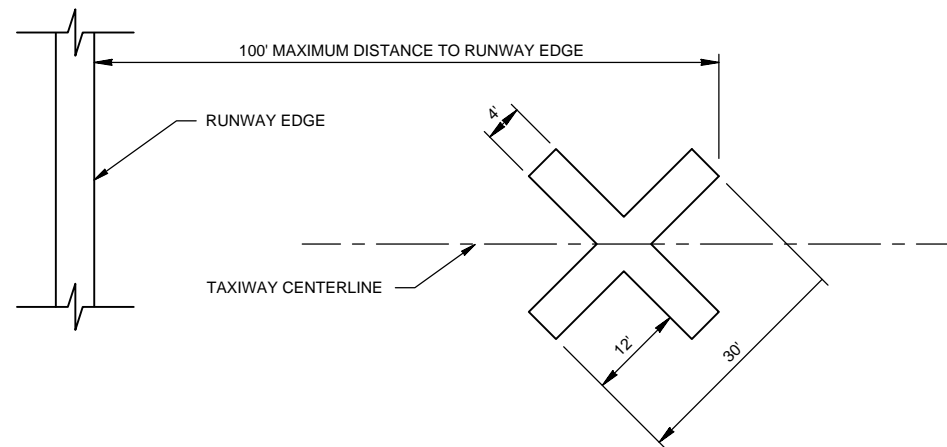 100' MAXIMUM DISTANCE TO RUNWAY EDGE
4'
RUNWAY EDGE
TAXIWAY CENTERLINE
12'
30'